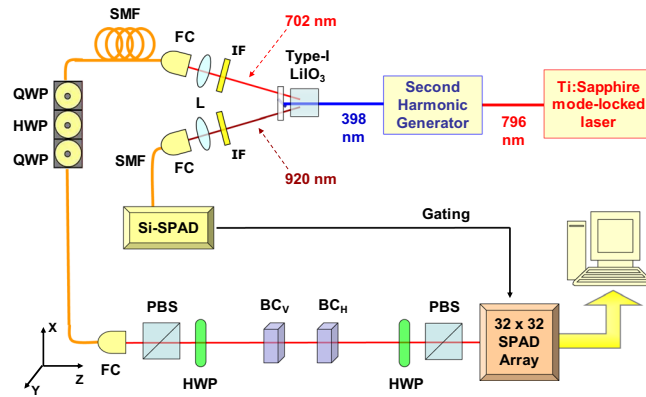 SMF
FC
IF
702 nm
Type-I
LiIO₃
Second
Harmonic
Generator
Ti:Sapphire
mode-locked
laser
398
nm
796
nm
L
QWP
HWP
QWP
SMF
FC
IF
920 nm
Si-SPAD
Gating
PBS
BCV
BCH
PBS
32 x 32
SPAD
Array
X
Z
Y
FC
HWP
HWP